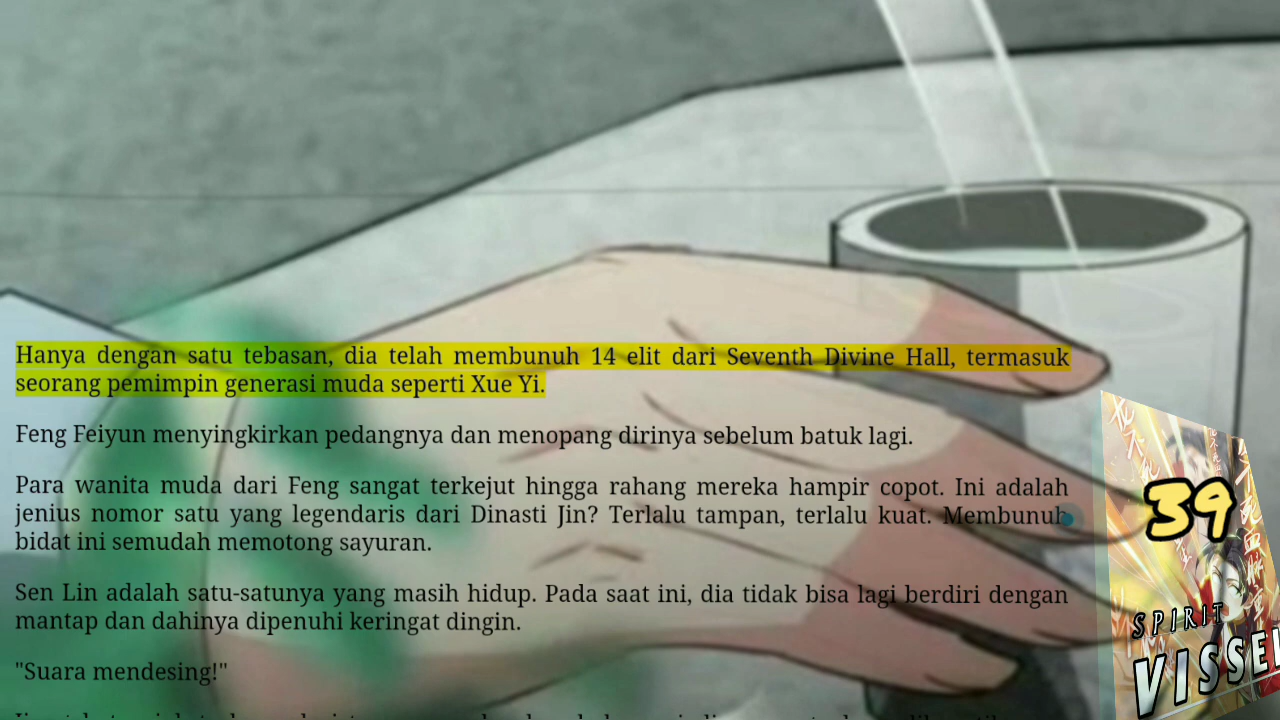 Hanya dengan satu tebasan, dia telah membunuh 14 elit dari Seventh Divine Hall, termasuk
seorang pemimpin generasi muda seperti Xue Yi.
Feng Feiyun menyingkirkan pedangnya dan menopang dirinya sebelum batuk lagi.
Para wanita muda dari Feng sangat terkejut hingga rahang mereka hampir copot. Ini adalah
jenius nomor satu yang legendaris dari Dinasti Jin? Terlalu tampan, terlalu kuat. Membunuh
bidat ini semudah memotong sayuran.
Sen Lin adalah satu-satunya yang masih hidup. Pada saat ini, dia tidak bisa lagi berdiri dengan
mantap dan dahinya dipenuhi keringat dingin.
"Suara mendesing!"
39
SPIRIT
VISSEL